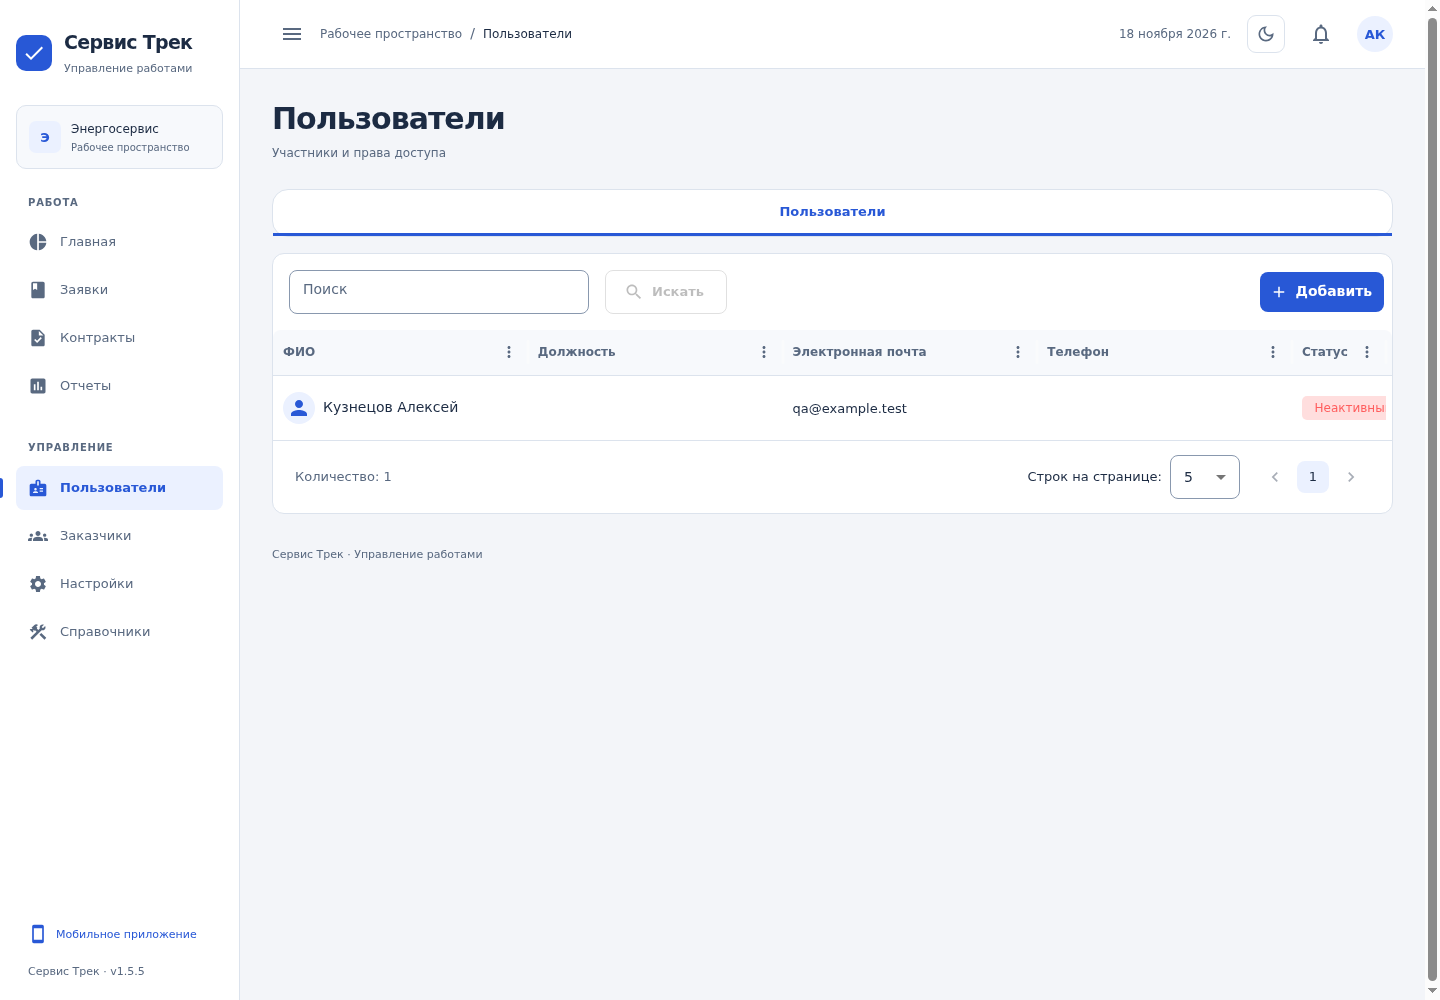 Сервис Трек
Управление работами
Э
Энергосервис
Рабочее пространство
РАБОТА
Главная
Заявки
Контракты
Отчеты
УПРАВЛЕНИЕ
Пользователи
Заказчики
Настройки
Справочники
Мобильное приложение
Сервис Трек · v1.5.5
Рабочее пространство / Пользователи
18 ноября 2026 г.
АК
Пользователи
Участники и права доступа
Пользователи
Поиск
Искать
Добавить
ФИО Должность Электронная почта Телефон Статус
Кузнецов Алексей qa@example.test Неактивны
Количество: 1
Строк на странице: 5 1
Сервис Трек · Управление работами